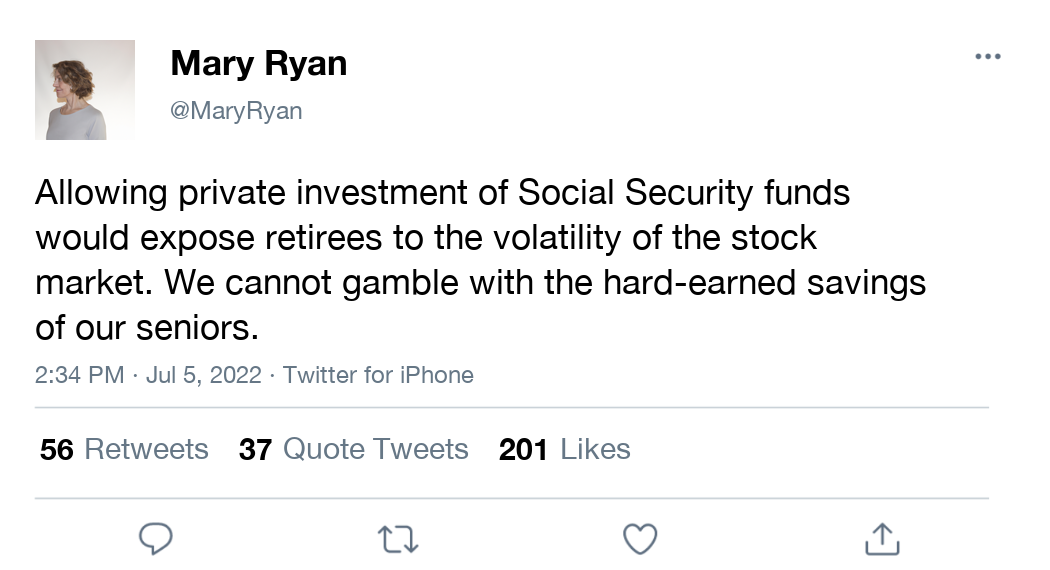 Mary Ryan
@MaryRyan
Allowing private investment of Social Security funds
would expose retirees to the volatility of the stock
market. We cannot gamble with the hard-earned savings
of our seniors.
2:34 PM · Jul 5, 2022 · Twitter for iPhone
56 Retweets 37 Quote Tweets 201 Likes